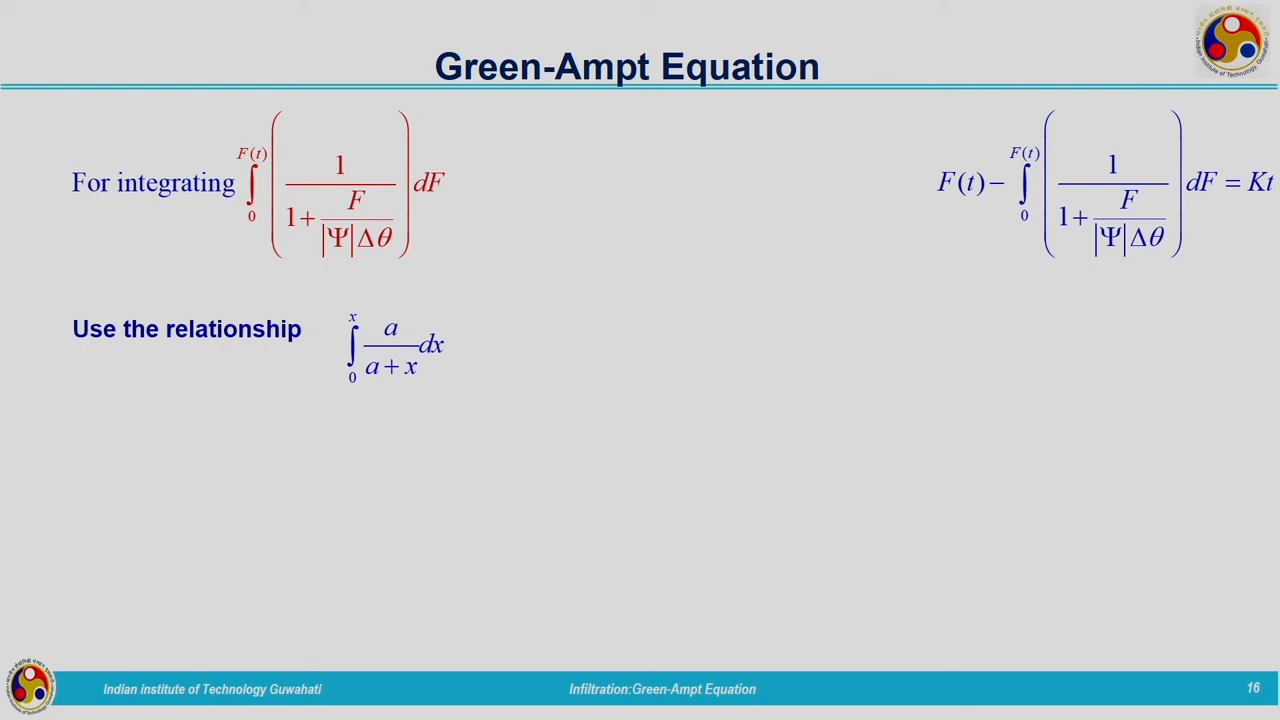 Green-Ampt Equation
For integrating ∫₀^{F(t)} (1 / (1 + F / (|Ψ|Δθ))) dF
F(t) − ∫₀^{F(t)} (1 / (1 + F / (|Ψ|Δθ))) dF = Kt
Use the relationship ∫₀^{x} a / (a + x) dx
Indian institute of Technology Guwahati
Infiltration:Green-Ampt Equation
16